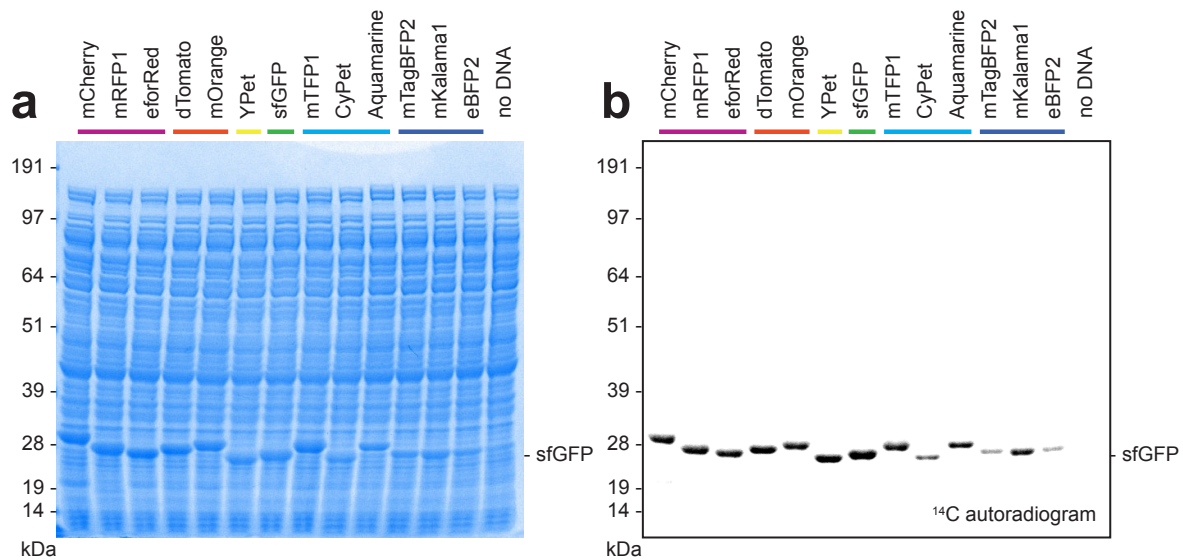 a
mCherry
mRFP1
eforRed
dTomato
mOrange
YPet
sfGFP
mTFP1
CyPet
Aquamarine
mTagBFP2
mKalama1
eBFP2
no DNA
191
97
64
51
39
28
19
14
kDa
sfGFP
b
mCherry
mRFP1
eforRed
dTomato
mOrange
YPet
sfGFP
mTFP1
CyPet
Aquamarine
mTagBFP2
mKalama1
eBFP2
no DNA
191
97
64
51
39
28
19
14
kDa
sfGFP
¹⁴C autoradiogram